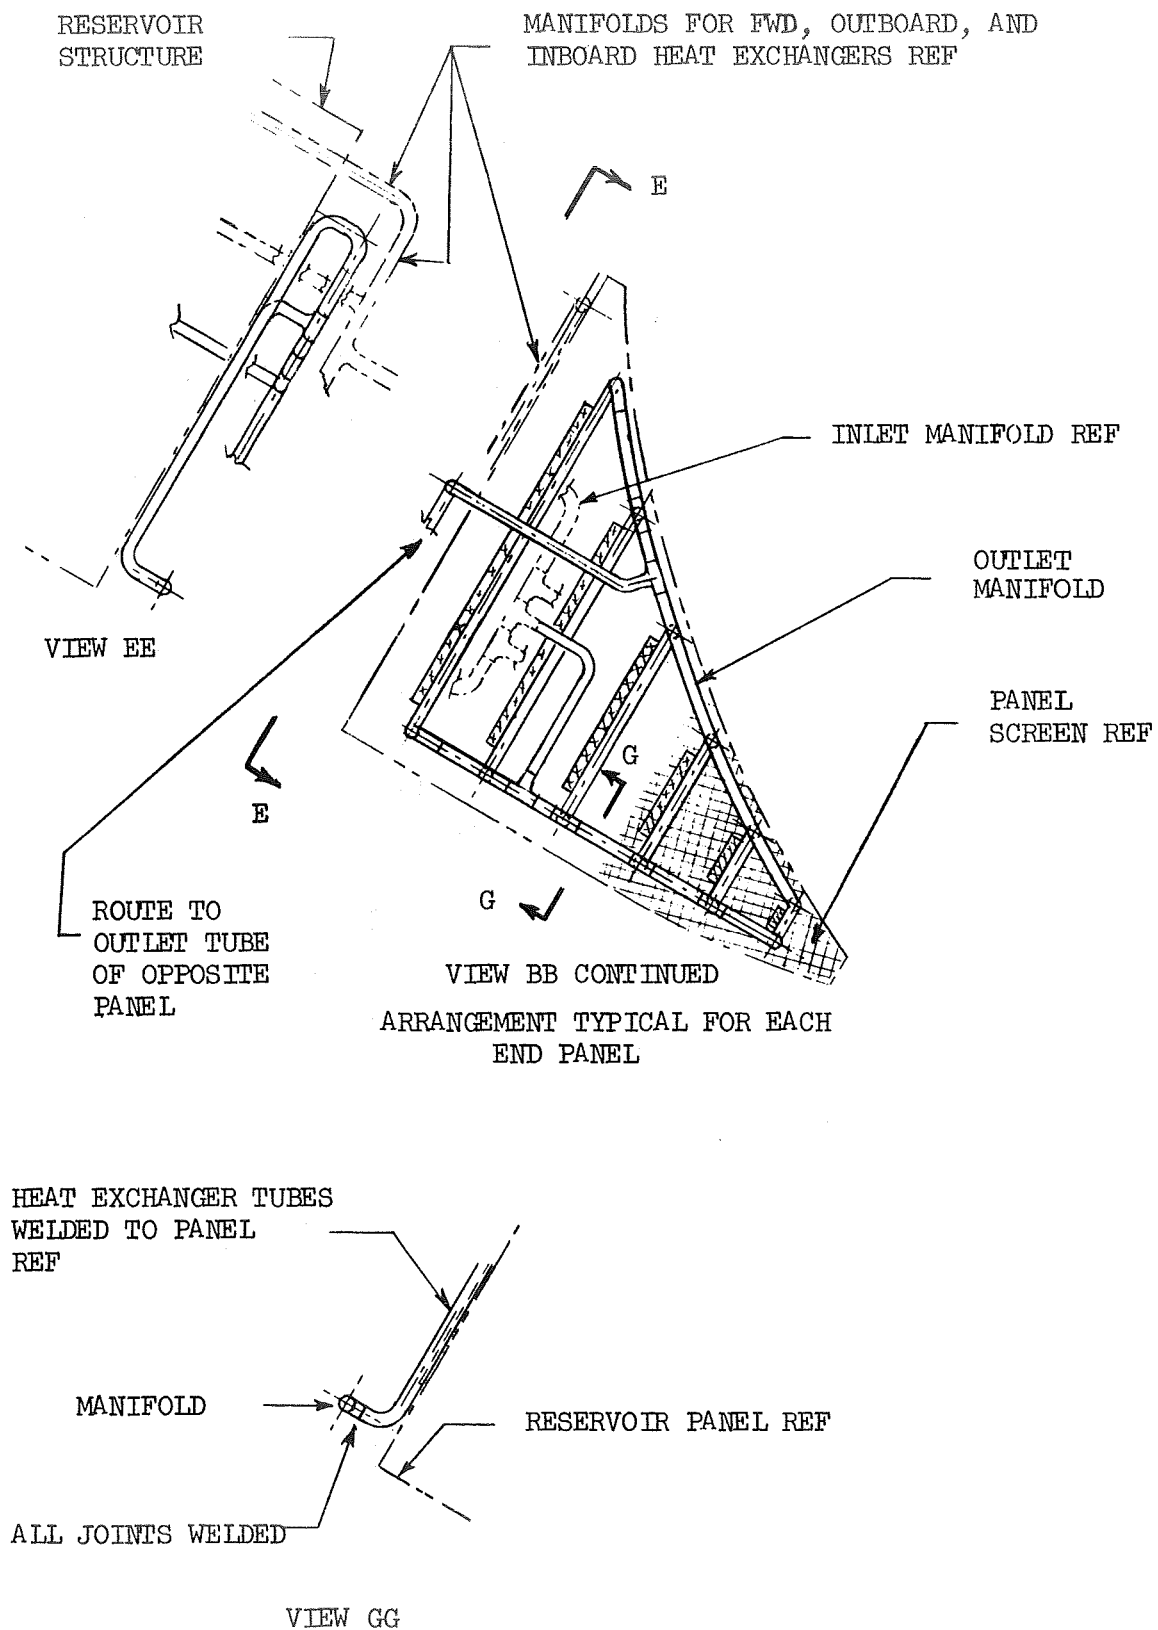 RESERVOIR
STRUCTURE
MANIFOLDS FOR FWD, OUTBOARD, AND
INBOARD HEAT EXCHANGERS REF
E
INLET MANIFOLD REF
OUTLET
MANIFOLD
VIEW EE
PANEL
SCREEN REF
G
E
G
ROUTE TO
OUTLET TUBE
OF OPPOSITE
PANEL
VIEW BB CONTINUED
ARRANGEMENT TYPICAL FOR EACH
END PANEL
HEAT EXCHANGER TUBES
WELDED TO PANEL
REF
MANIFOLD
RESERVOIR PANEL REF
ALL JOINTS WELDED
VIEW GG